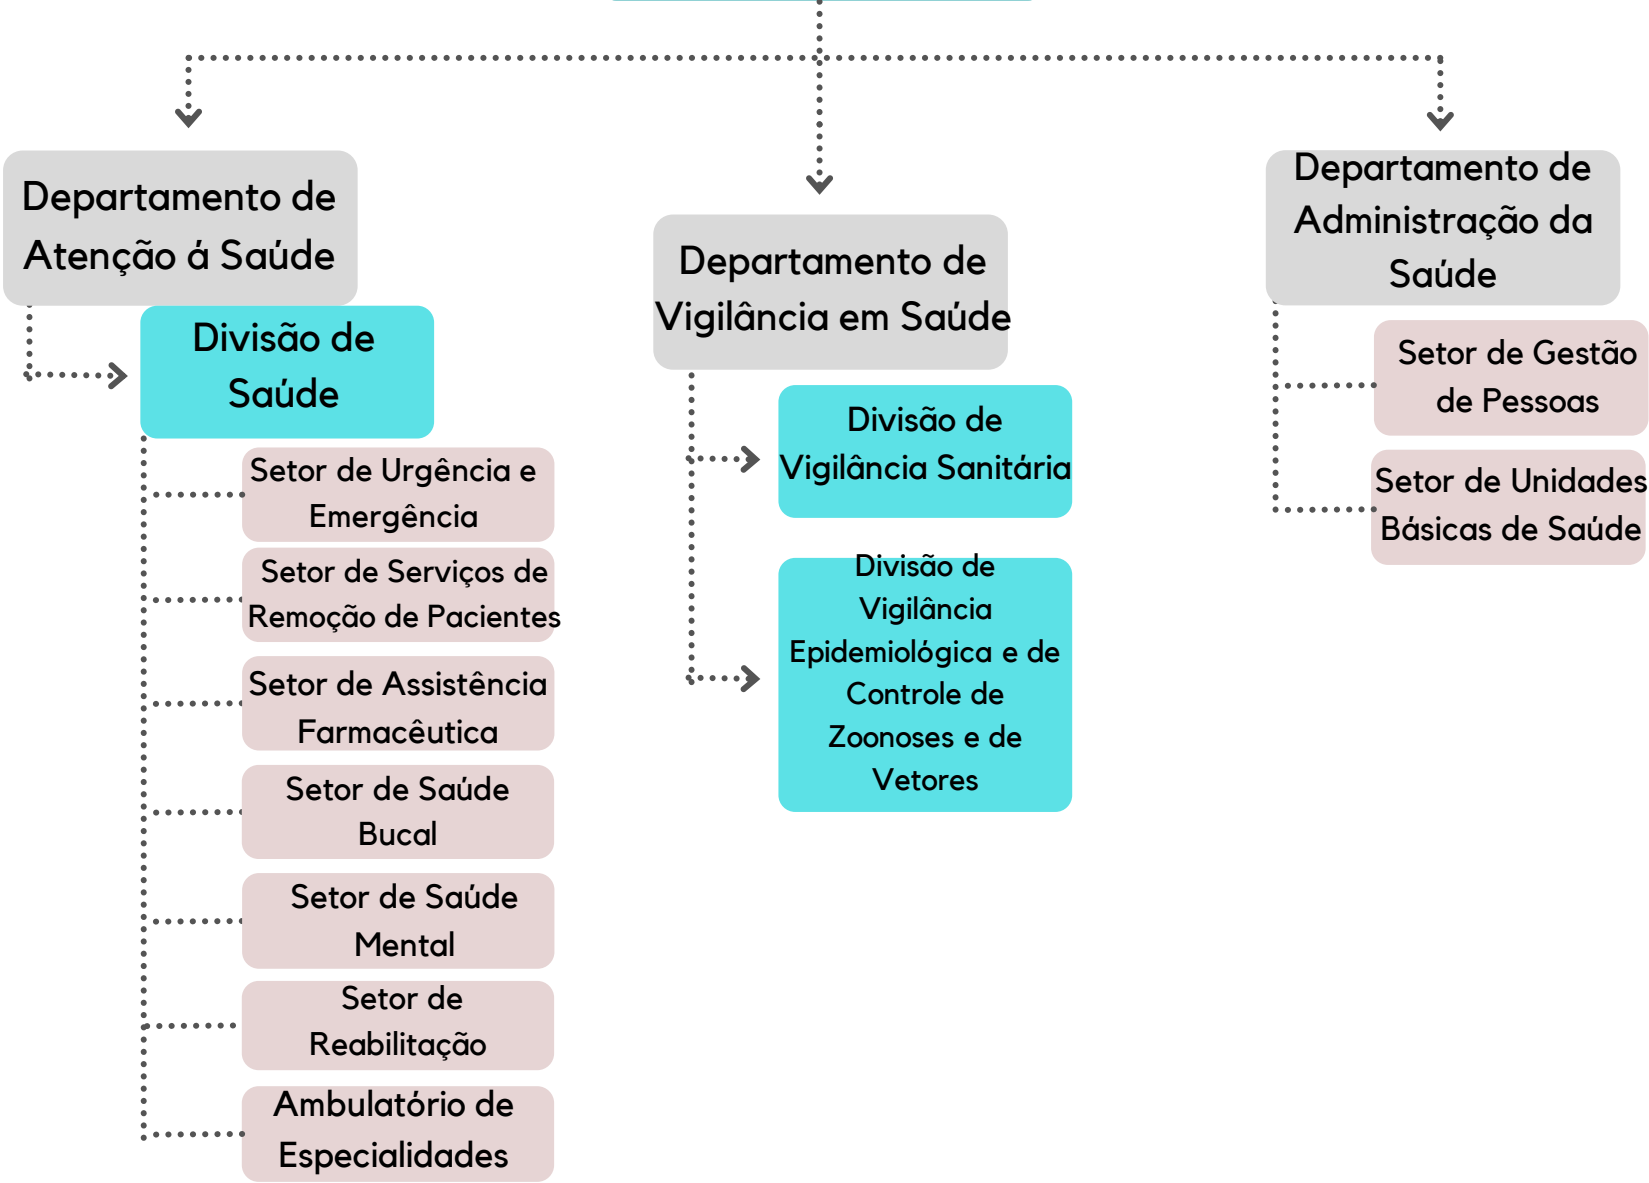 Departamento de
Atenção á Saúde
Divisão de
Saúde
Setor de Urgência e
Emergência
Setor de Serviços de
Remoção de Pacientes
Setor de Assistência
Farmacêutica
Setor de Saúde
Bucal
Setor de Saúde
Mental
Setor de
Reabilitação
Ambulatório de
Especialidades
Departamento de
Vigilância em Saúde
Divisão de
Vigilância Sanitária
Divisão de
Vigilância
Epidemiológica e de
Controle de
Zoonoses e de
Vetores
Departamento de
Administração da
Saúde
Setor de Gestão
de Pessoas
Setor de Unidades
Básicas de Saúde